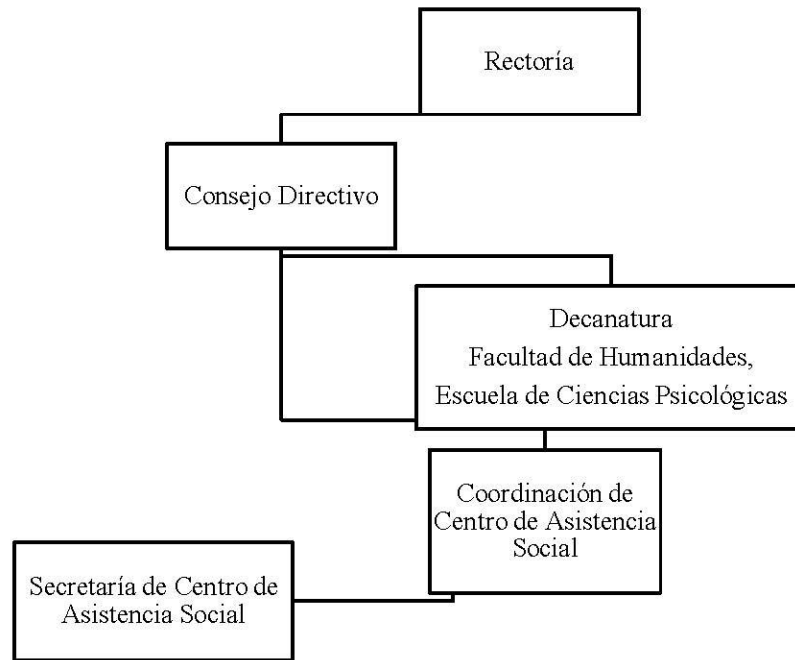 Rectoría
Consejo Directivo
Decanatura
Facultad de Humanidades,
Escuela de Ciencias Psicológicas
Coordinación de
Centro de Asistencia
Social
Secretaría de Centro de
Asistencia Social